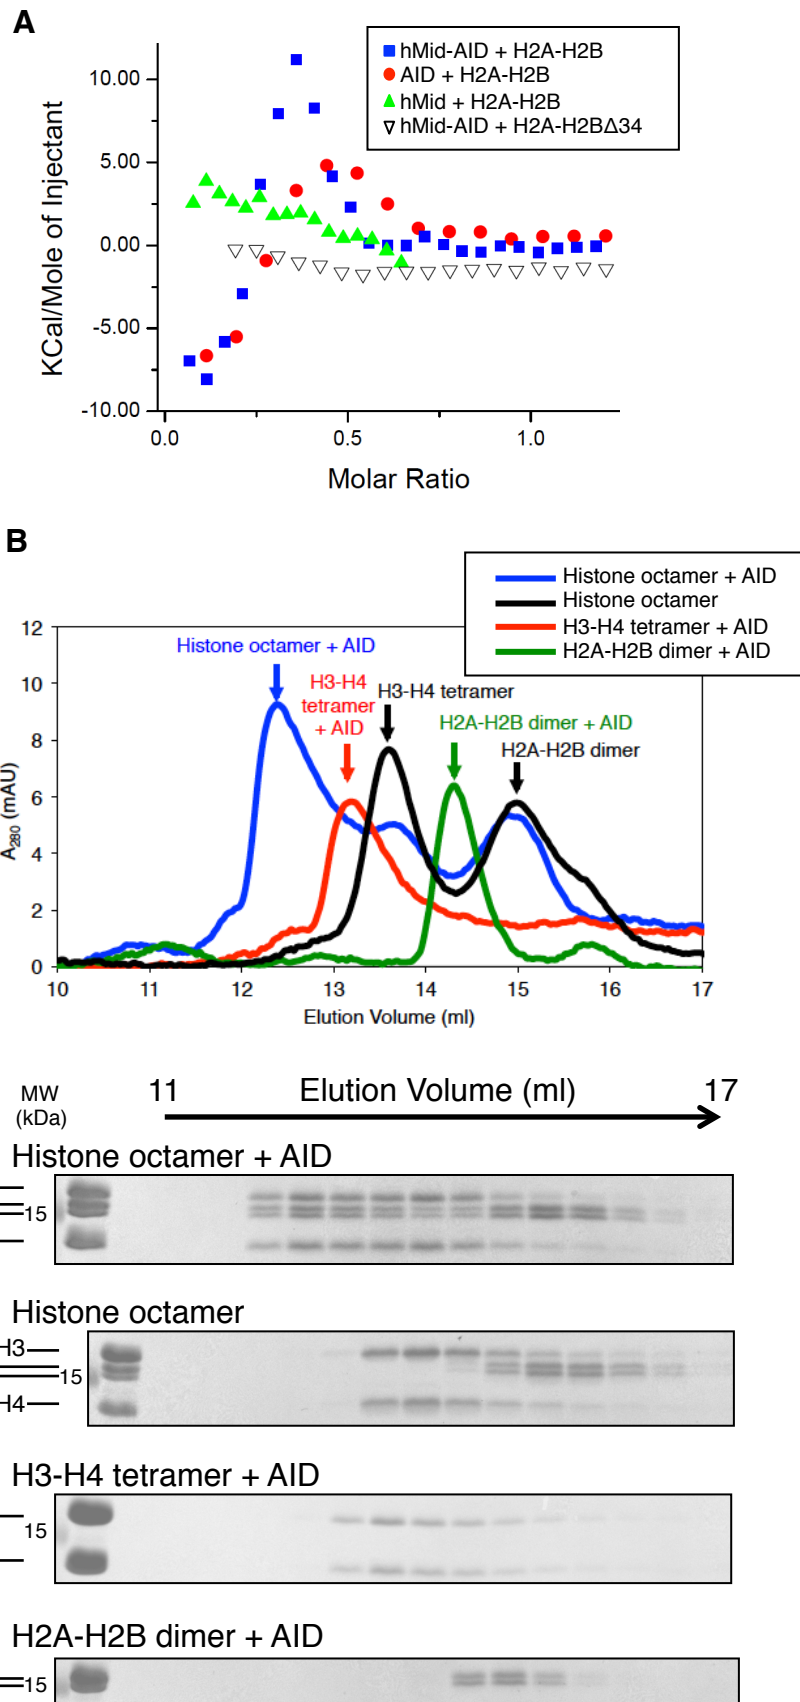 A
hMid-AID + H2A-H2B
AID + H2A-H2B
hMid + H2A-H2B
hMid-AID + H2A-H2BΔ34
KCal/Mole of Injectant
10.00
5.00
0.00
-5.00
-10.00
0.0 0.5 1.0
Molar Ratio
B
Histone octamer + AID
Histone octamer
H3-H4 tetramer + AID
H2A-H2B dimer + AID
A280 (mAU)
12
10
8
6
4
2
0
Histone octamer + AID
H3-H4
tetramer
+ AID
H3-H4 tetramer
H2A-H2B dimer + AID
H2A-H2B dimer
10 11 12 13 14 15 16 17
Elution Volume (ml)
MW
(kDa)
11 Elution Volume (ml) 17
Histone octamer + AID
15
Histone octamer
H3
15
H4
H3-H4 tetramer + AID
15
H2A-H2B dimer + AID
15